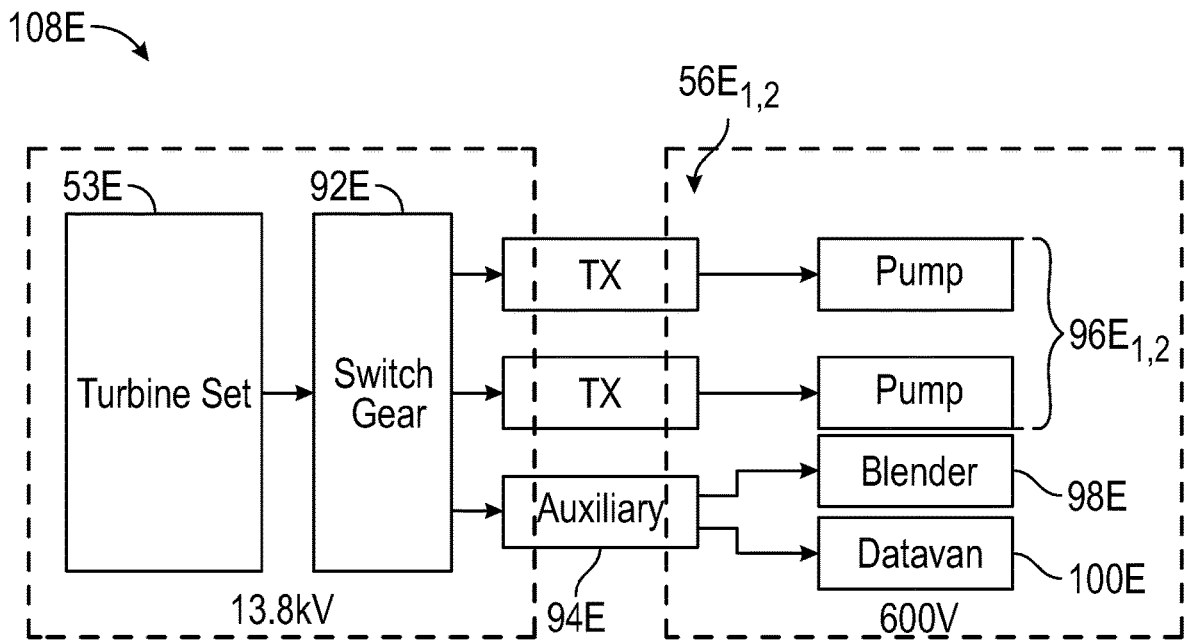 108E
56E1,2
53E
92E
TX
Pump
96E1,2
Turbine Set
Switch
Gear
TX
Pump
Auxiliary
Blender
98E
Datavan
100E
13.8kV
94E
600V